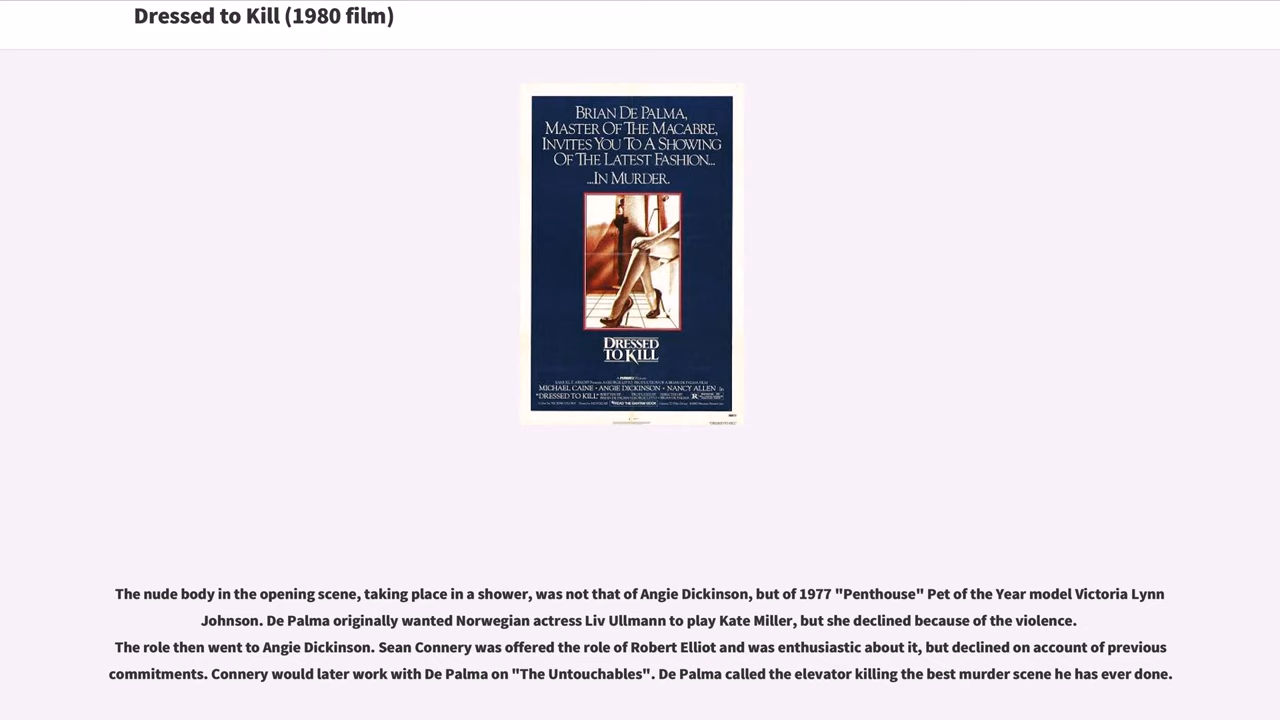 Dressed to Kill (1980 film)
BRIAN DE PALMA,
MASTER OF THE MACABRE,
INVITES YOU TO A SHOWING
OF THE LATEST FASHION...
...IN MURDER.
DRESSED
TO KILL
MICHAEL CAINE · ANGIE DICKINSON · NANCY ALLEN in
"DRESSED TO KILL"
R
The nude body in the opening scene, taking place in a shower, was not that of Angie Dickinson, but of 1977 "Penthouse" Pet of the Year model Victoria Lynn
Johnson. De Palma originally wanted Norwegian actress Liv Ullmann to play Kate Miller, but she declined because of the violence.
The role then went to Angie Dickinson. Sean Connery was offered the role of Robert Elliot and was enthusiastic about it, but declined on account of previous
commitments. Connery would later work with De Palma on "The Untouchables". De Palma called the elevator killing the best murder scene he has ever done.